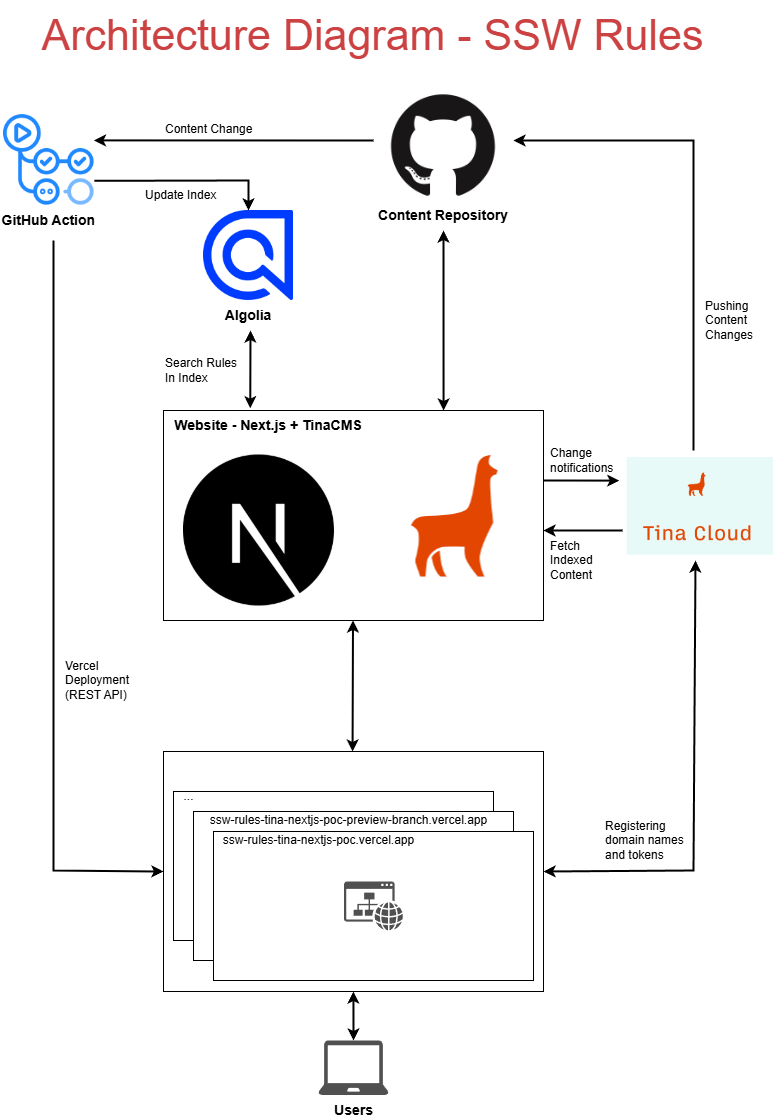 Architecture Diagram - SSW Rules
Content Change
Update Index
GitHub Action
Content Repository
Algolia
Pushing
Content
Changes
Search Rules
In Index
Website - Next.js + TinaCMS
Change
notifications
N
Tina Cloud
Fetch
Indexed
Content
Vercel
Deployment
(REST API)
...
ssw-rules-tina-nextjs-poc-preview-branch.vercel.app
ssw-rules-tina-nextjs-poc.vercel.app
Registering
domain names
and tokens
Users